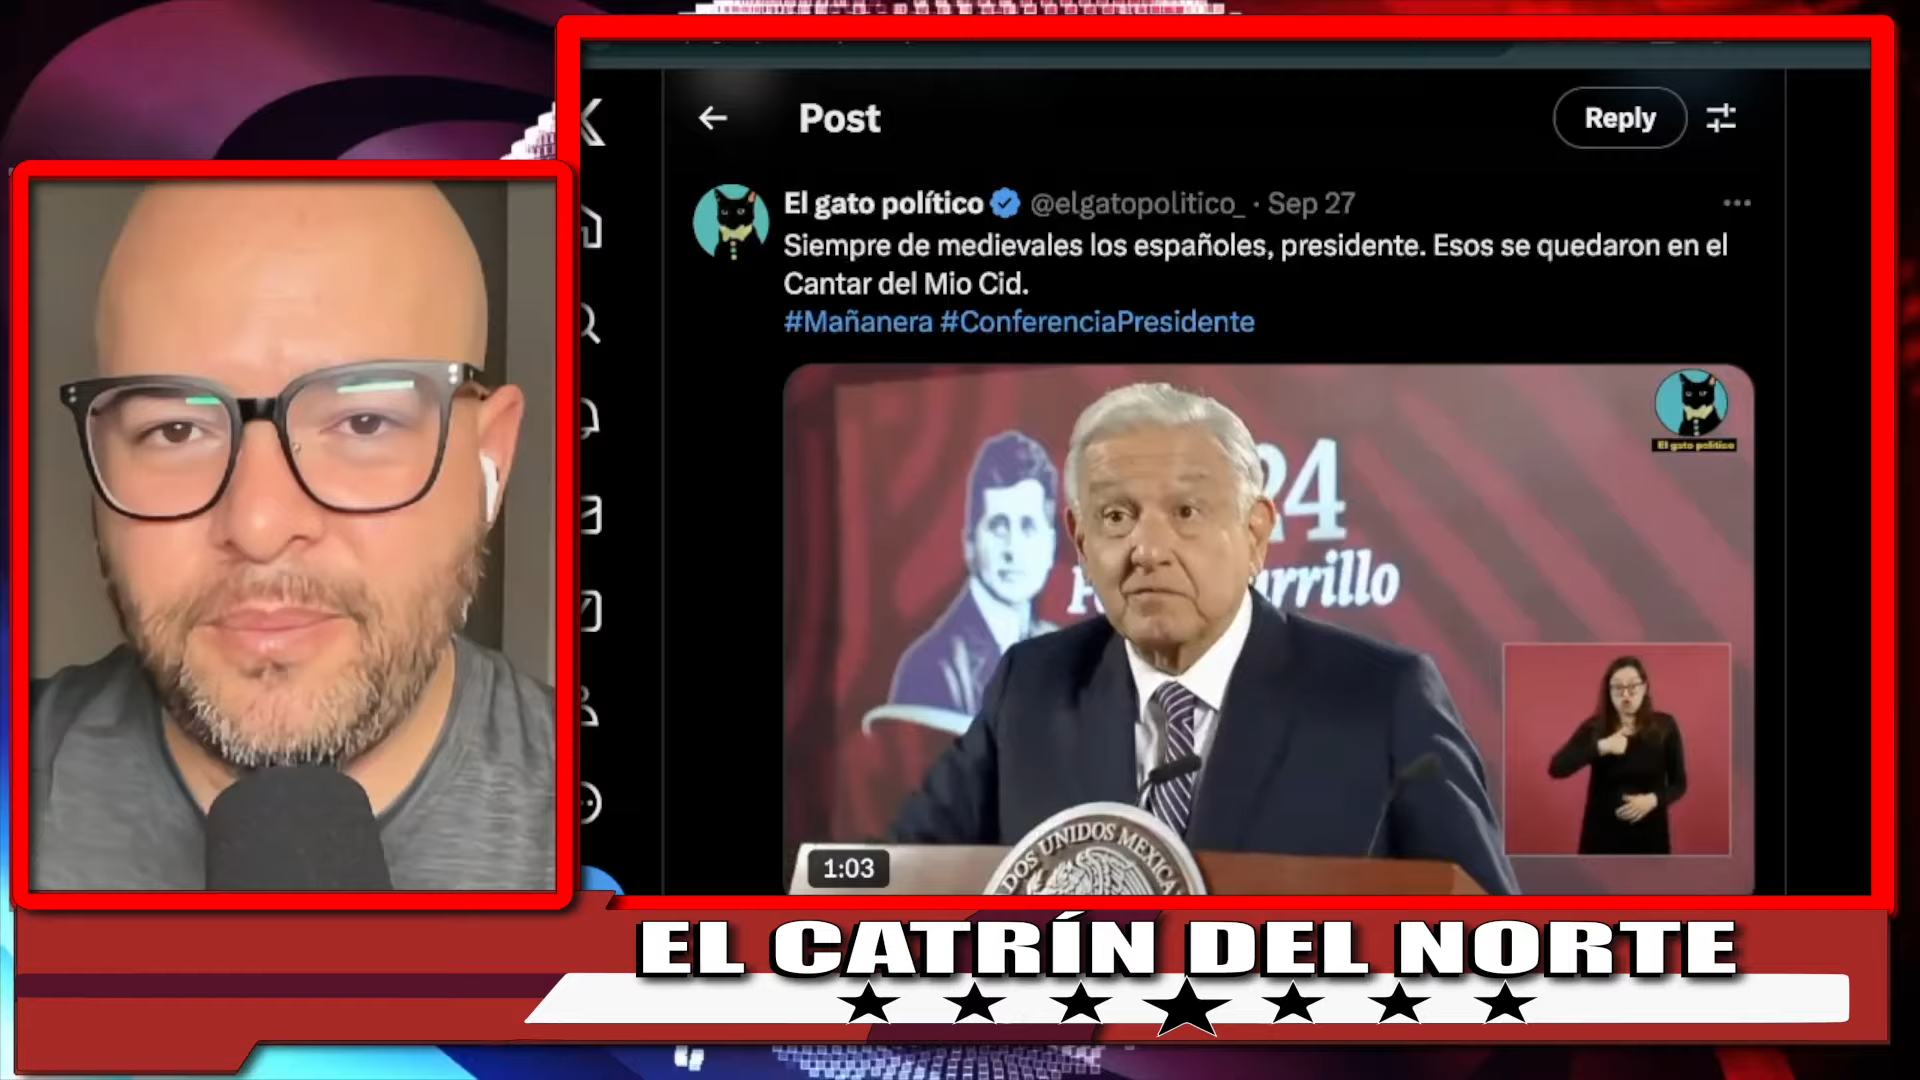 Post
Reply
El gato político @elgatopolitico_ · Sep 27
Siempre de medievales los españoles, presidente. Esos se quedaron en el
Cantar del Mio Cid.
#Mañanera #ConferenciaPresidente
El gato político
24
rrillo
DOS UNIDOS MEXICA
1:03
EL CATRÍN DEL NORTE